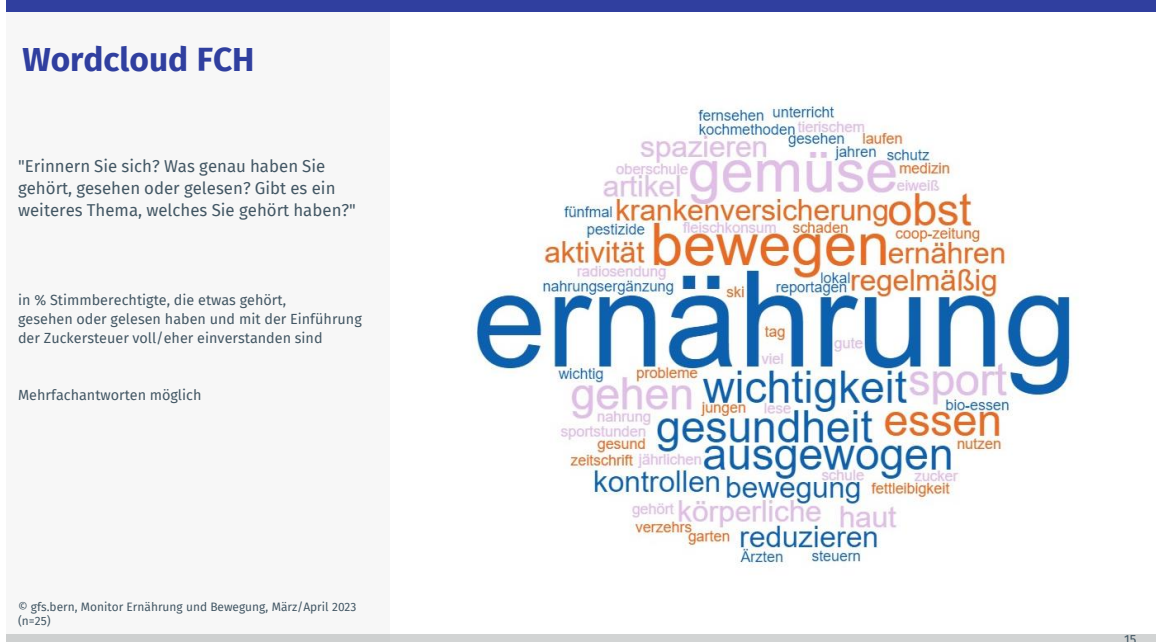 Wordcloud FCH
"Erinnern Sie sich? Was genau haben Sie
gehört, gesehen oder gelesen? Gibt es ein
weiteres Thema, welches Sie gehört haben?"
in % Stimmberechtigte, die etwas gehört,
gesehen oder gelesen haben und mit der Einführung
der Zuckersteuer voll/eher einverstanden sind
Mehrfachantworten möglich
© gfs.bern, Monitor Ernährung und Bewegung, März/April 2023
(n=25)
fernsehen unterricht
kochmethoden tierischem
gesehen laufen
spazieren jahren schutz
oberschule gemüse medizin
artikel eiweiß
fünfmal krankenversicherung obst
pestizide fleischkonsum schaden coop-zeitung
aktivität bewegen ernähren
radiosendung lokal
nahrungsergänzung ski reportagen regelmäßig
ernährung
tag
gute
viel
wichtig probleme
gehen wichtigkeit sport
jungen lese bio-essen
nahrung
sportstunden gesundheit essen
gesund nutzen
zeitschrift jährlichen ausgewogen
schule zucker
kontrollen bewegung fettleibigkeit
gehört körperliche haut
verzehrs
garten reduzieren
Ärzten steuern
15